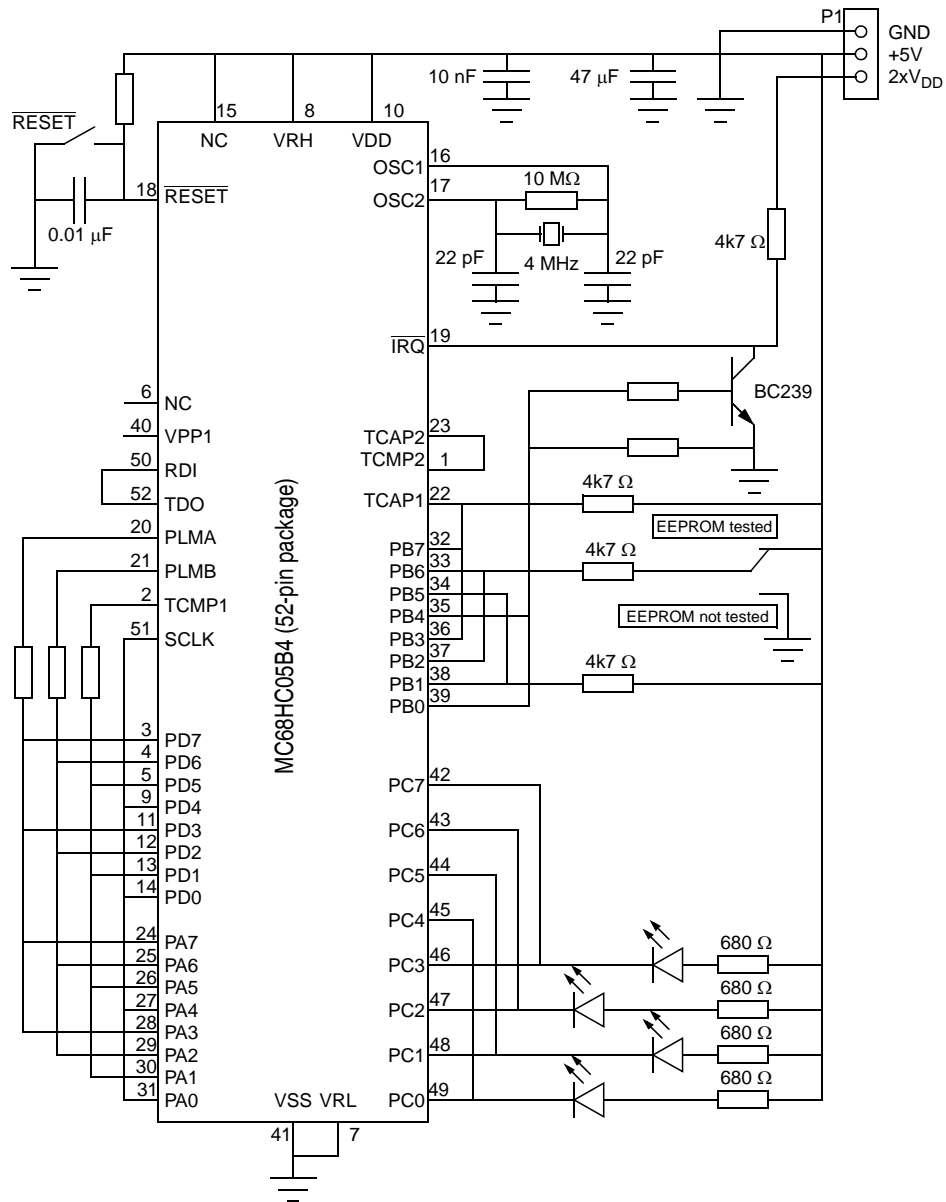 P1
GND
+5V
2xVDD
10 nF
47 μF
RESET
15
8
10
NC
VRH
VDD
16
OSC1
17
OSC2
10 MΩ
18
RESET
0.01 μF
22 pF
4 MHz
22 pF
4k7 Ω
19
IRQ
BC239
6
NC
40
VPP1
50
RDI
52
TDO
20
PLMA
21
PLMB
2
TCMP1
51
SCLK
23
TCAP2
TCMP2
1
TCAP1
22
4k7 Ω
EEPROM tested
PB7
32
PB6
33
4k7 Ω
PB5
34
PB4
35
EEPROM not tested
PB3
36
PB2
37
PB1
38
4k7 Ω
PB0
39
MC68HC05B4 (52-pin package)
3
PD7
4
PD6
5
PD5
9
PD4
11
PD3
12
PD2
13
PD1
14
PD0
24
PA7
25
PA6
26
PA5
27
PA4
28
PA3
29
PA2
30
PA1
31
PA0
PC7
42
PC6
43
PC5
44
PC4
45
PC3
46
680 Ω
PC2
47
680 Ω
PC1
48
680 Ω
PC0
49
680 Ω
VSS
VRL
41
7